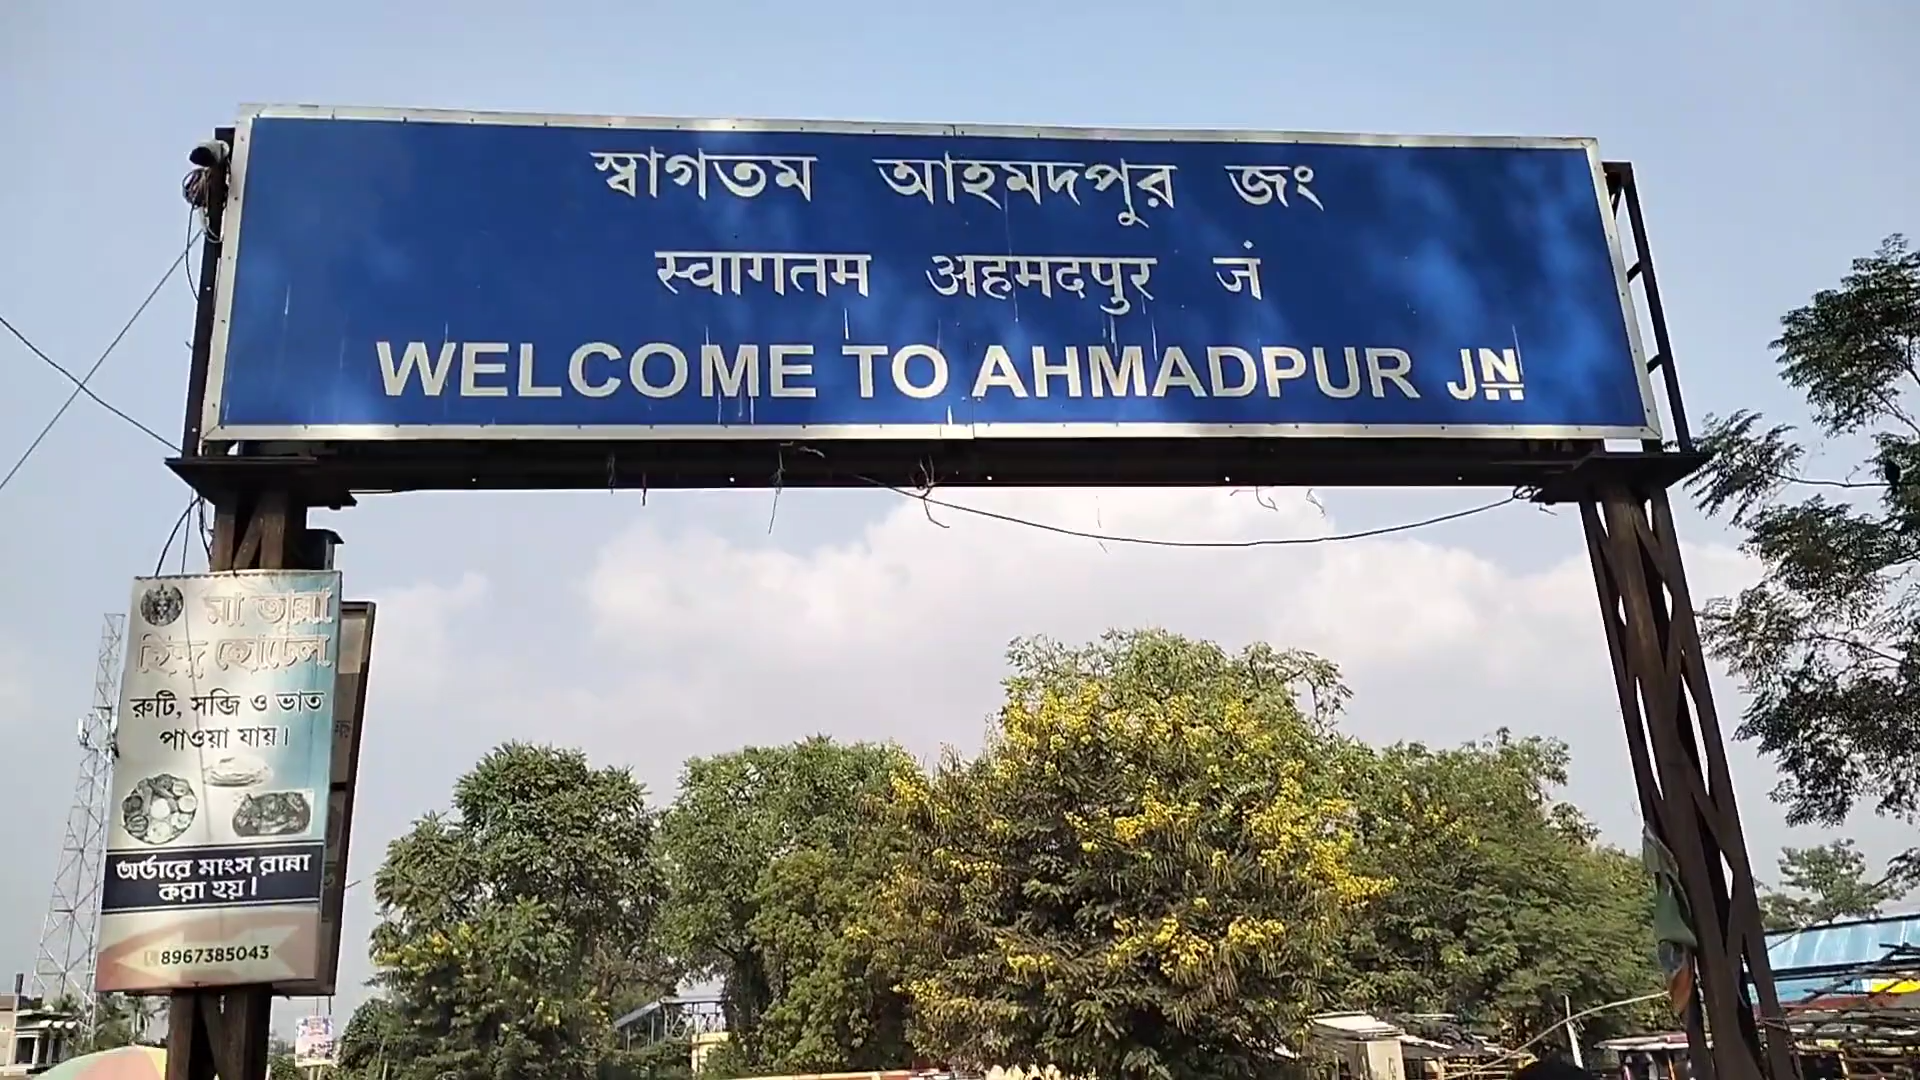 স্বাগতম আহমদপুর জং
स्वागतम अहमदपुर जं
WELCOME TO AHMADPUR JN
মা তারা
হিন্দু হোটেল
রুটি, সব্জি ও ভাত
পাওয়া যায়।
অর্ডারে মাংস রান্না
করা হয়।
8967385043